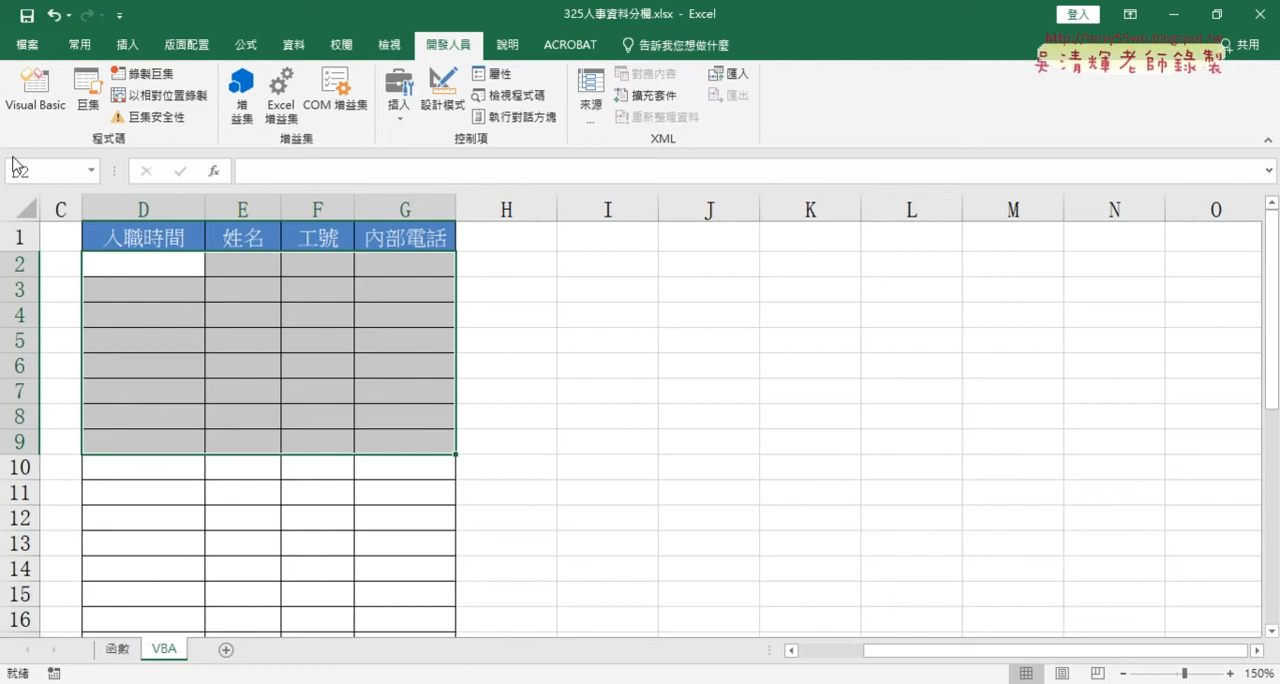 325人事資料分欄.xlsx - Excel
登入
檔案 常用 插入 版面配置 公式 資料 校閱 檢視 開發人員 說明 ACROBAT 告訴我您想做什麼 共用
http://terry55wu.blogspot.tw
吳清輝老師錄製
Visual Basic
巨集
錄製巨集
以相對位置錄製
巨集安全性
程式碼
增益集
Excel 增益集
COM 增益集
增益集
插入
設計模式
屬性
檢視程式碼
執行對話方塊
控制項
來源
...
對應內容
擴充套件
重新整理資料
匯入
匯出
XML
D2
fx
C D E F G H I J K L M N O
1 入職時間 姓名 工號 內部電話
2
3
4
5
6
7
8
9
10
11
12
13
14
15
16
函數 VBA
就緒
150%